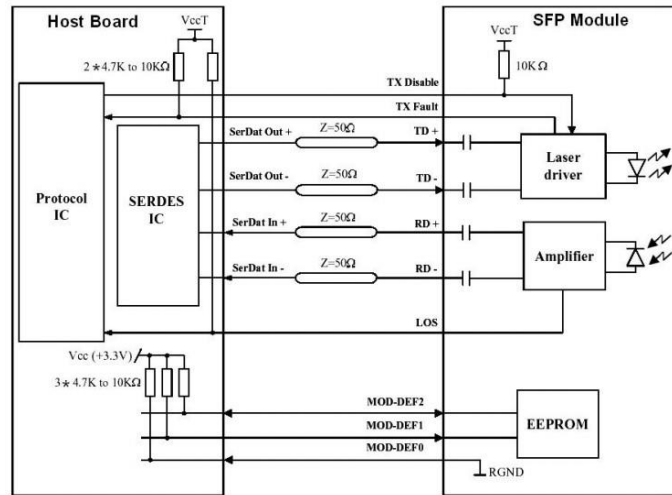 Host Board
SFP Module
VccT
VccT
2*4.7K to 10KΩ
10KΩ
TX Disable
TX Fault
SerDat Out +
Z=50Ω
TD +
Laser driver
SerDat Out -
Z=50Ω
TD -
Protocol IC
SERDES IC
SerDat In +
Z=50Ω
RD +
Amplifier
SerDat In -
Z=50Ω
RD -
LOS
Vcc (+3.3V)
3*4.7K to 10KΩ
MOD-DEF2
EEPROM
MOD-DEF1
MOD-DEF0
RGND